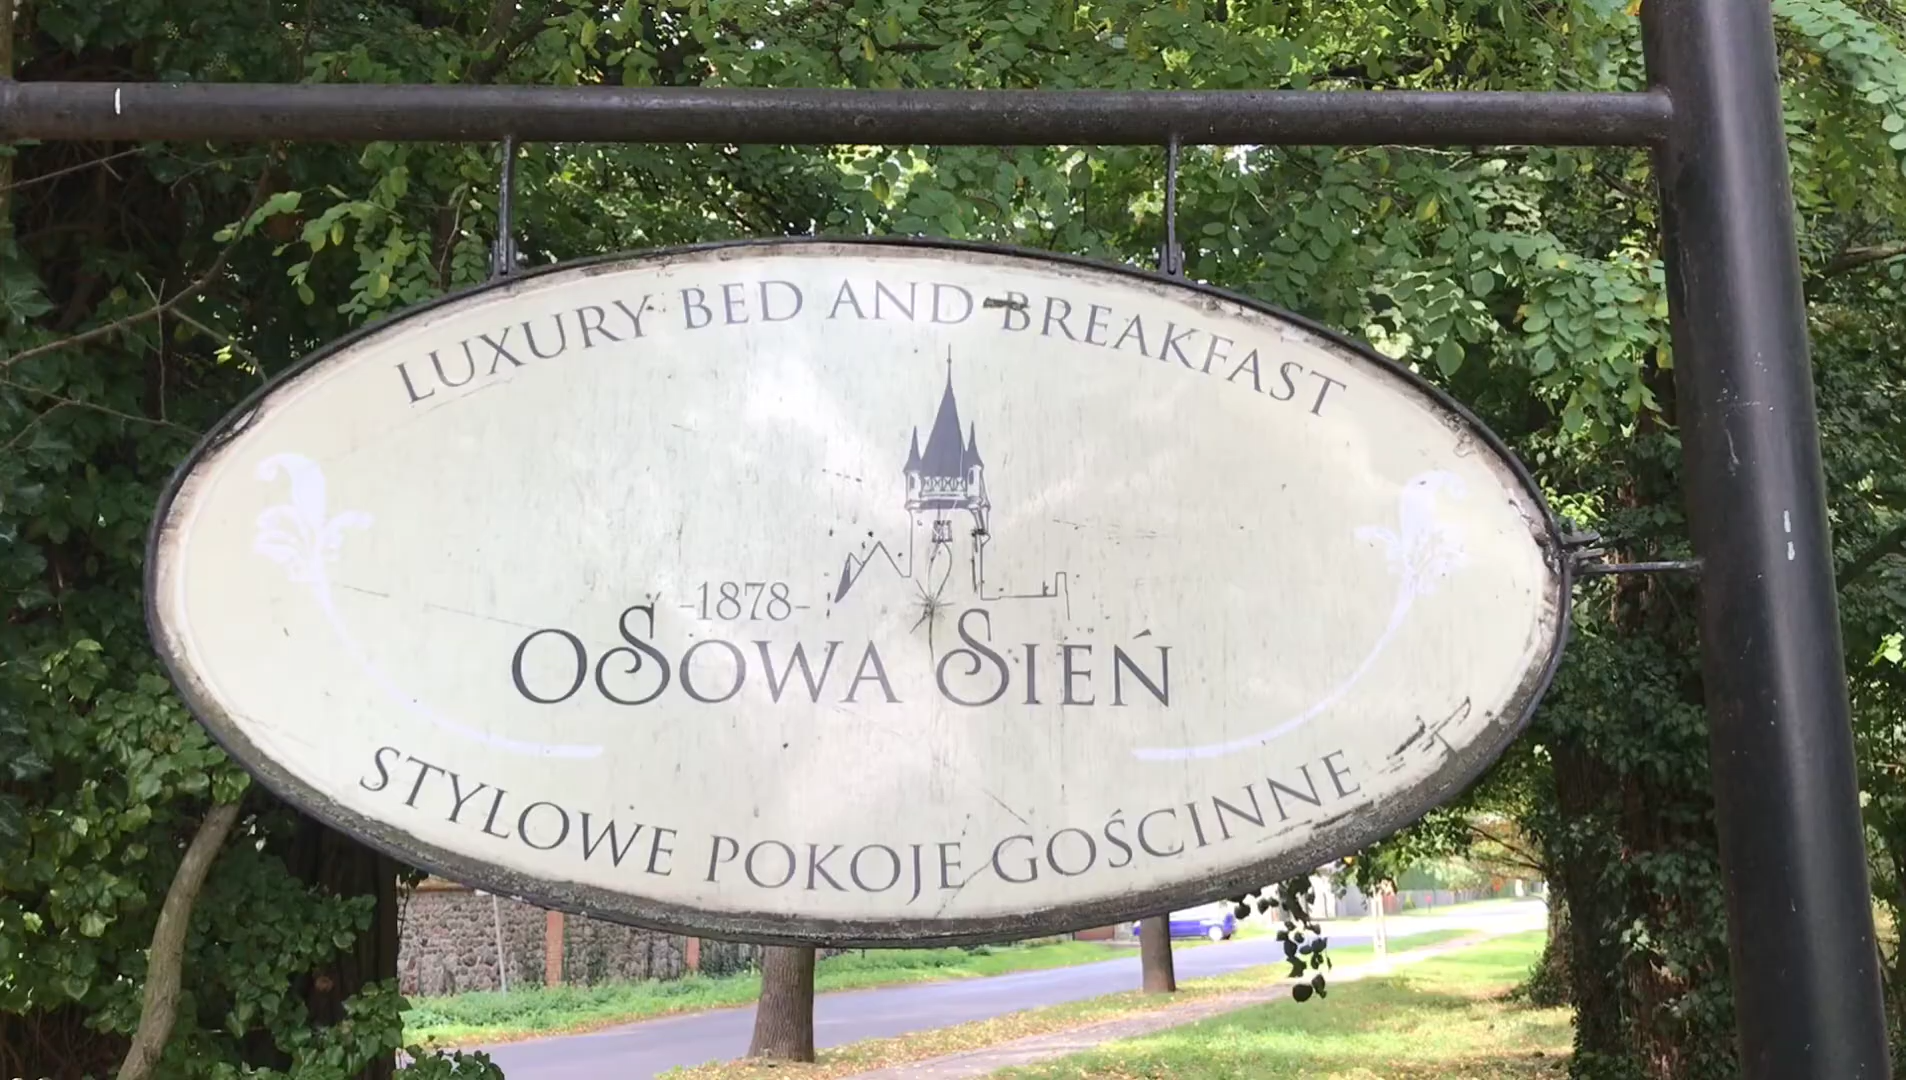 LUXURY BED AND BREAKFAST
-1878-
OSOWA SIEŃ
STYLOWE POKOJE GOŚCINNE